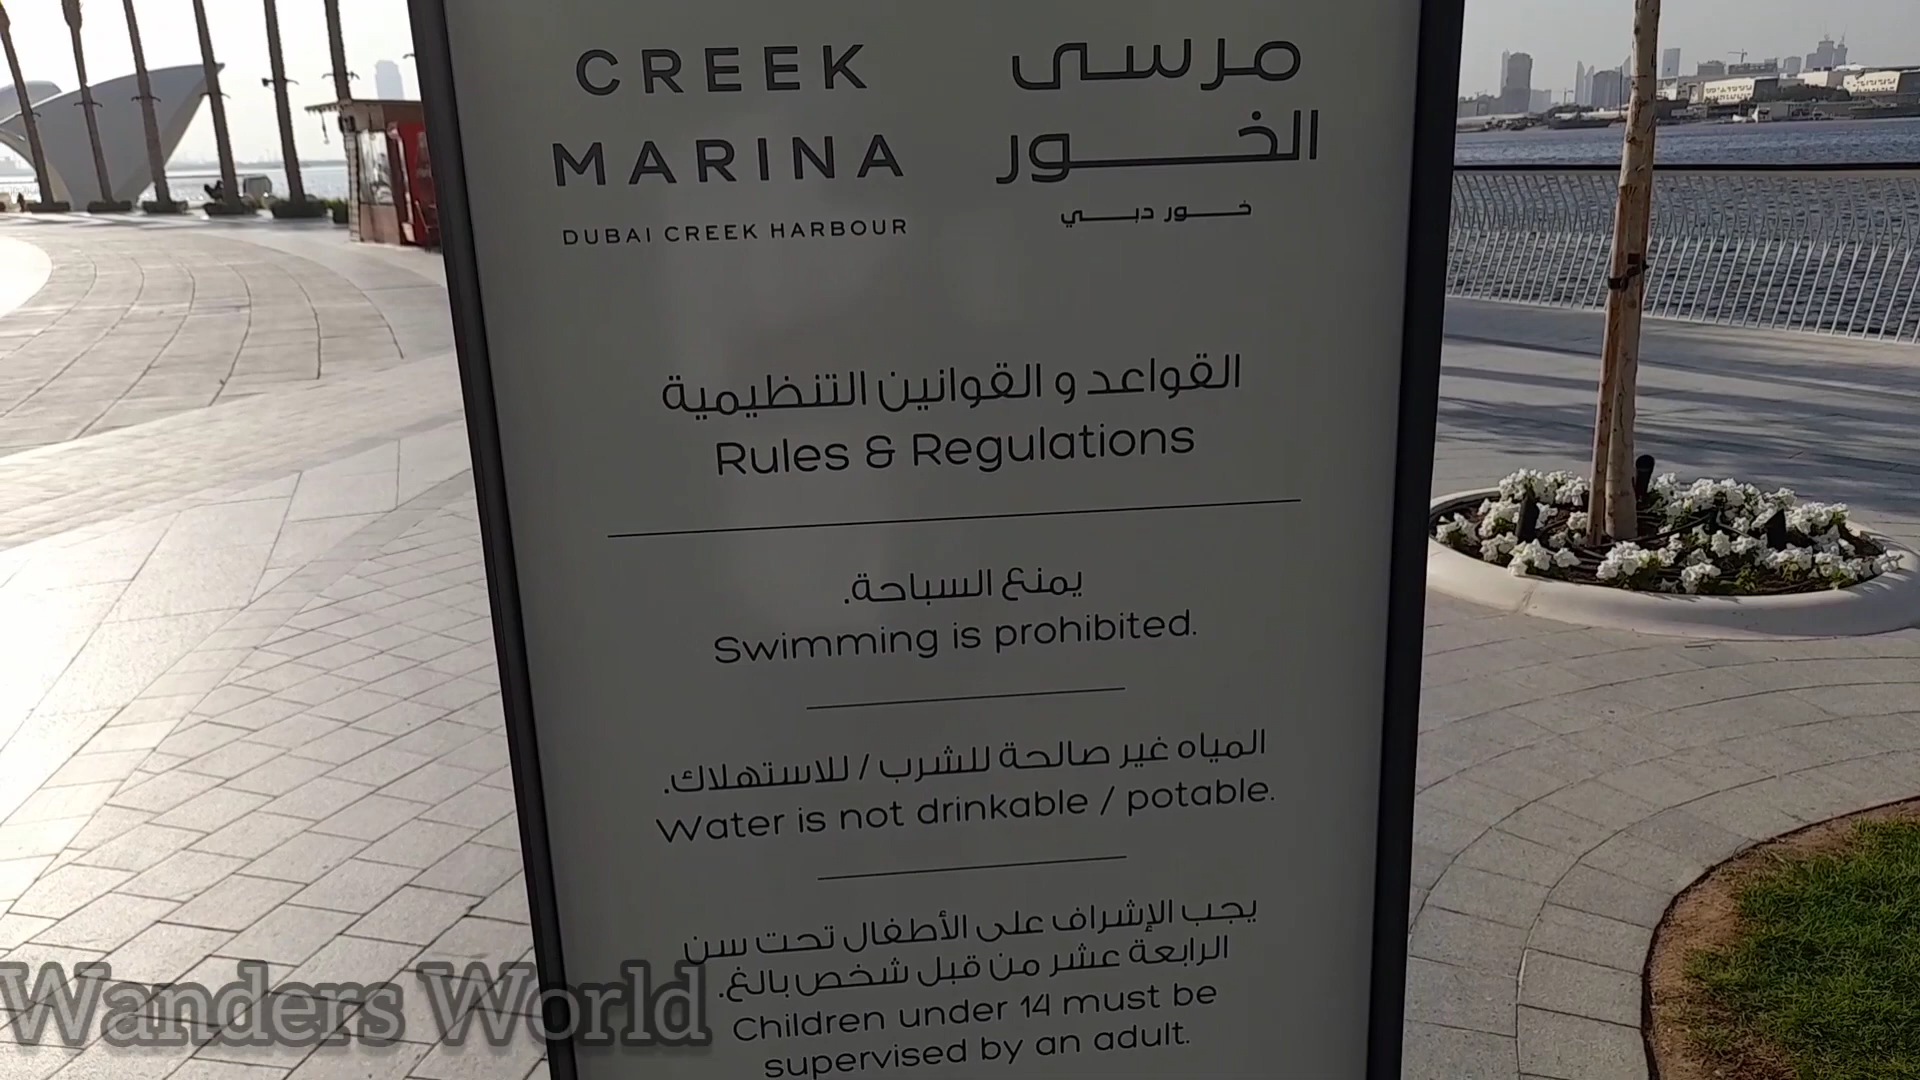 CREEK
MARINA
DUBAI CREEK HARBOUR
مرسى
الخور
خور دبي
القواعد و القوانين التنظيمية
Rules & Regulations
يمنع السباحة.
Swimming is prohibited.
المياه غير صالحة للشرب / للاستهلاك.
Water is not drinkable / potable.
يجب الإشراف على الأطفال تحت سن
الرابعة عشر من قبل شخص بالغ.
Children under 14 must be
supervised by an adult.
Wanders World